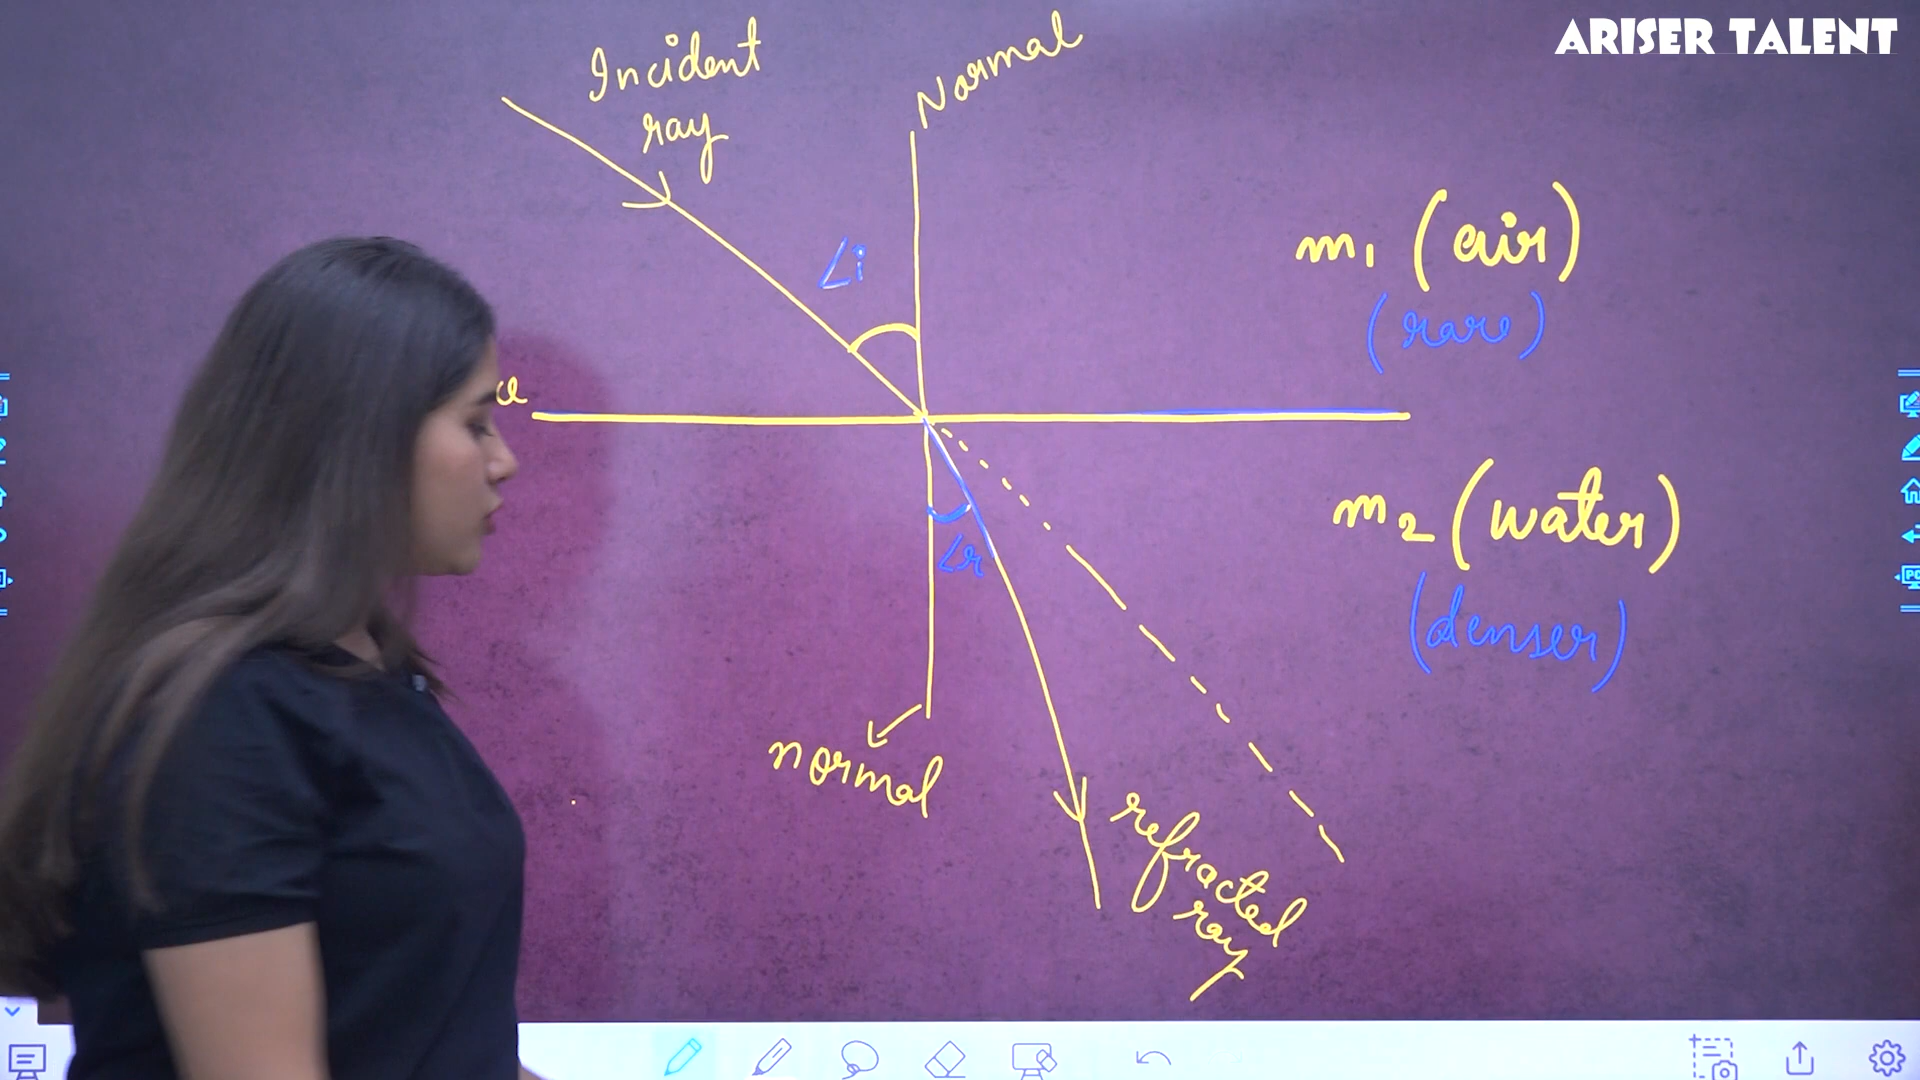 ARISER TALENT
Incident
ray
Normal
∠i
m1 (air)
(rare)
m2 (water)
(denser)
∠r
normal
refracted
ray